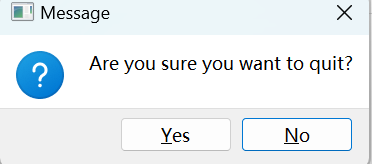 Message
Are you sure you want to quit?
Yes
No